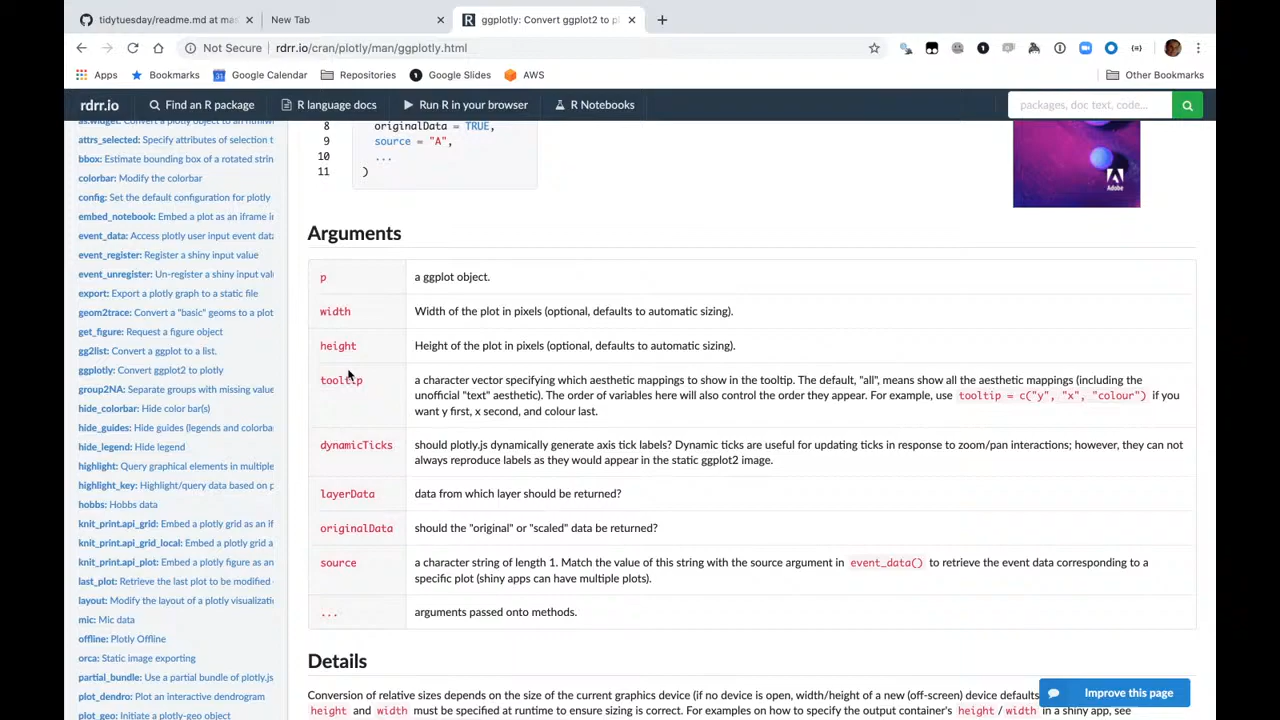 tidytuesday/readme.md at mas
New Tab
ggplotly: Convert ggplot2 to pl
Not Secure rdrr.io/cran/plotly/man/ggplotly.html
Apps Bookmarks Google Calendar Repositories Google Slides AWS Other Bookmarks
rdrr.io Find an R package R language docs Run R in your browser R Notebooks packages, doc text, code...
as.widget: Convert a plotly object to an htmlwi
attrs_selected: Specify attributes of selection t
bbox: Estimate bounding box of a rotated strin
colorbar: Modify the colorbar
config: Set the default configuration for plotly
embed_notebook: Embed a plot as an iframe i
event_data: Access plotly user input event data
event_register: Register a shiny input value
event_unregister: Un-register a shiny input valu
export: Export a plotly graph to a static file
geom2trace: Convert a "basic" geoms to a plot
get_figure: Request a figure object
gg2list: Convert a ggplot to a list.
ggplotly: Convert ggplot2 to plotly
group2NA: Separate groups with missing value
hide_colorbar: Hide color bar(s)
hide_guides: Hide guides (legends and colorba
hide_legend: Hide legend
highlight: Query graphical elements in multiple
highlight_key: Highlight/query data based on p
hobbs: Hobbs data
knit_print.api_grid: Embed a plotly grid as an if
knit_print.api_grid_local: Embed a plotly grid a
knit_print.api_plot: Embed a plotly figure as an
last_plot: Retrieve the last plot to be modified
layout: Modify the layout of a plotly visualizati
mic: Mic data
offline: Plotly Offline
orca: Static image exporting
partial_bundle: Use a partial bundle of plotly.js
plot_dendro: Plot an interactive dendrogram
plot_geo: Initiate a plotly-geo object
8 originalData = TRUE,
9 source = "A",
10 ...
11 )
Adobe
Arguments
p a ggplot object.
width Width of the plot in pixels (optional, defaults to automatic sizing).
height Height of the plot in pixels (optional, defaults to automatic sizing).
tooltip a character vector specifying which aesthetic mappings to show in the tooltip. The default, "all", means show all the aesthetic mappings (including the
unofficial "text" aesthetic). The order of variables here will also control the order they appear. For example, use tooltip = c("y", "x", "colour") if you
want y first, x second, and colour last.
dynamicTicks should plotly.js dynamically generate axis tick labels? Dynamic ticks are useful for updating ticks in response to zoom/pan interactions; however, they can not
always reproduce labels as they would appear in the static ggplot2 image.
layerData data from which layer should be returned?
originalData should the "original" or "scaled" data be returned?
source a character string of length 1. Match the value of this string with the source argument in event_data() to retrieve the event data corresponding to a
specific plot (shiny apps can have multiple plots).
... arguments passed onto methods.
Details
Conversion of relative sizes depends on the size of the current graphics device (if no device is open, width/height of a new (off-screen) device defaults
height and width must be specified at runtime to ensure sizing is correct. For examples on how to specify the output container's height / width in a shiny app, see
Improve this page